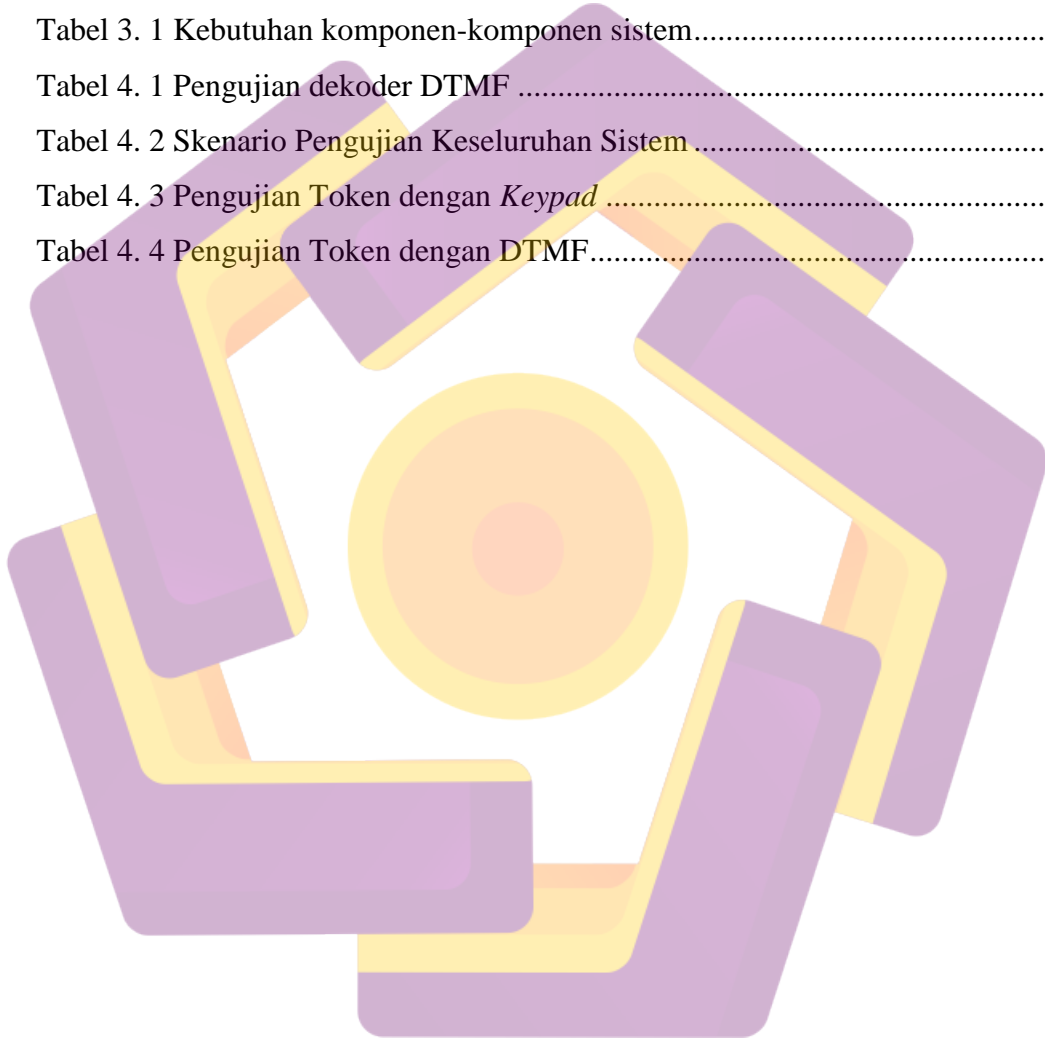 Tabel 3. 1 Kebutuhan komponen-komponen sistem............................................
Tabel 4. 1 Pengujian dekoder DTMF ..................................................................
Tabel 4. 2 Skenario Pengujian Keseluruhan Sistem............................................
Tabel 4. 3 Pengujian Token dengan Keypad .......................................................
Tabel 4. 4 Pengujian Token dengan DTMF.........................................................